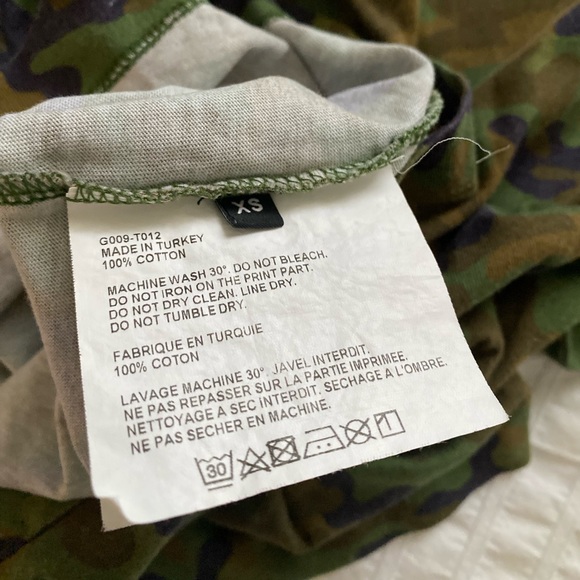 XS
G009-T012
MADE IN TURKEY
100% COTTON
MACHINE WASH 30°. DO NOT BLEACH.
DO NOT IRON ON THE PRINT PART.
DO NOT DRY CLEAN. LINE DRY.
DO NOT TUMBLE DRY.
FABRIQUE EN TURQUIE
100% COTON
LAVAGE MACHINE 30°. JAVEL INTERDIT.
NE PAS REPASSER SUR LA PARTIE IMPRIMEE.
NETTOYAGE A SEC INTERDIT. SECHAGE A L'OMBRE.
NE PAS SECHER EN MACHINE.
30